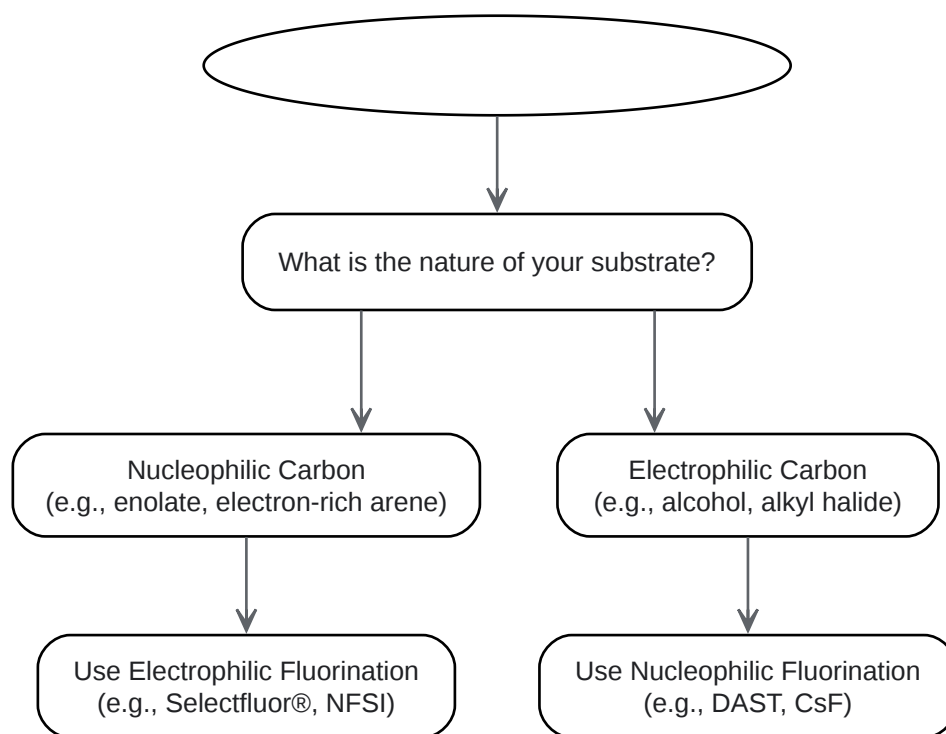 What is the nature of your substrate?
Nucleophilic Carbon
(e.g., enolate, electron-rich arene)
Electrophilic Carbon
(e.g., alcohol, alkyl halide)
Use Electrophilic Fluorination
(e.g., Selectfluor®, NFSI)
Use Nucleophilic Fluorination
(e.g., DAST, CsF)